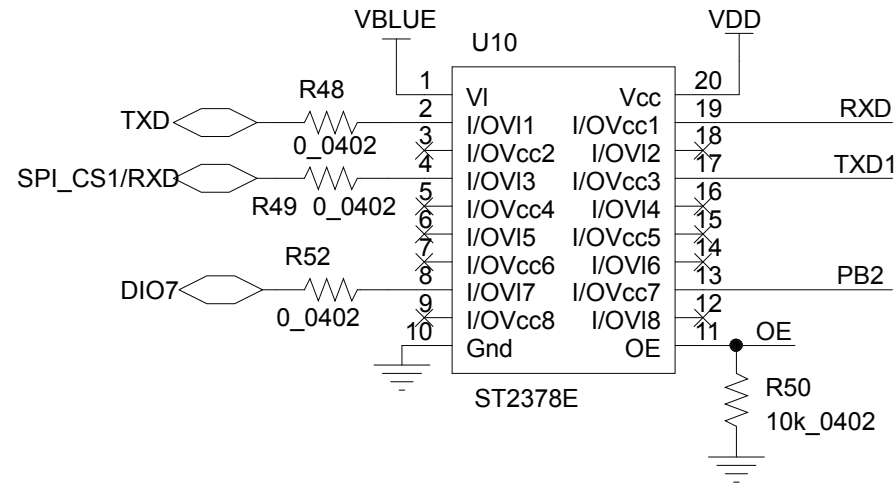 VBLUE
VDD
U10
1
VI
Vcc
20
R48
TXD
0_0402
2
I/OVI1
I/OVcc1
19
RXD
3
I/OVcc2
I/OVI2
18
SPI_CS1/RXD
4
I/OVI3
I/OVcc3
17
TXD1
R49 0_0402
5
I/OVcc4
I/OVI4
16
6
I/OVI5
I/OVcc5
15
7
I/OVcc6
I/OVI6
14
R52
DIO7
0_0402
8
I/OVI7
I/OVcc7
13
PB2
9
I/OVcc8
I/OVI8
12
10
Gnd
OE
11
OE
ST2378E
R50
10k_0402